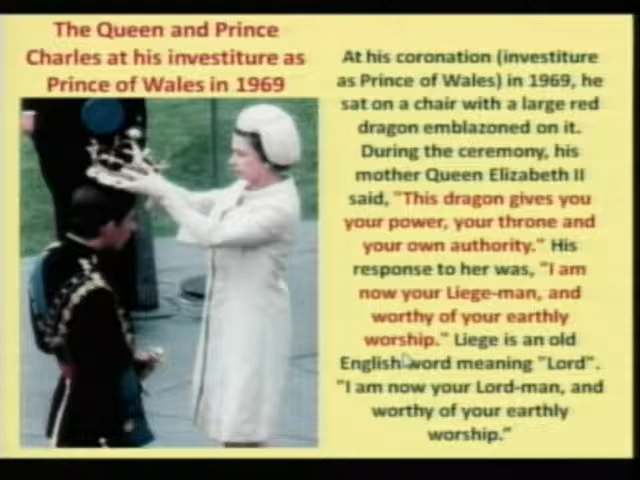 The Queen and Prince
Charles at his investiture as
Prince of Wales in 1969
At his coronation (investiture
as Prince of Wales) in 1969, he
sat on a chair with a large red
dragon emblazoned on it.
During the ceremony, his
mother Queen Elizabeth II
said, "This dragon gives you
your power, your throne and
your own authority." His
response to her was, "I am
now your Liege-man, and
worthy of your earthly
worship." Liege is an old
English word meaning "Lord".
"I am now your Lord-man, and
worthy of your earthly
worship."